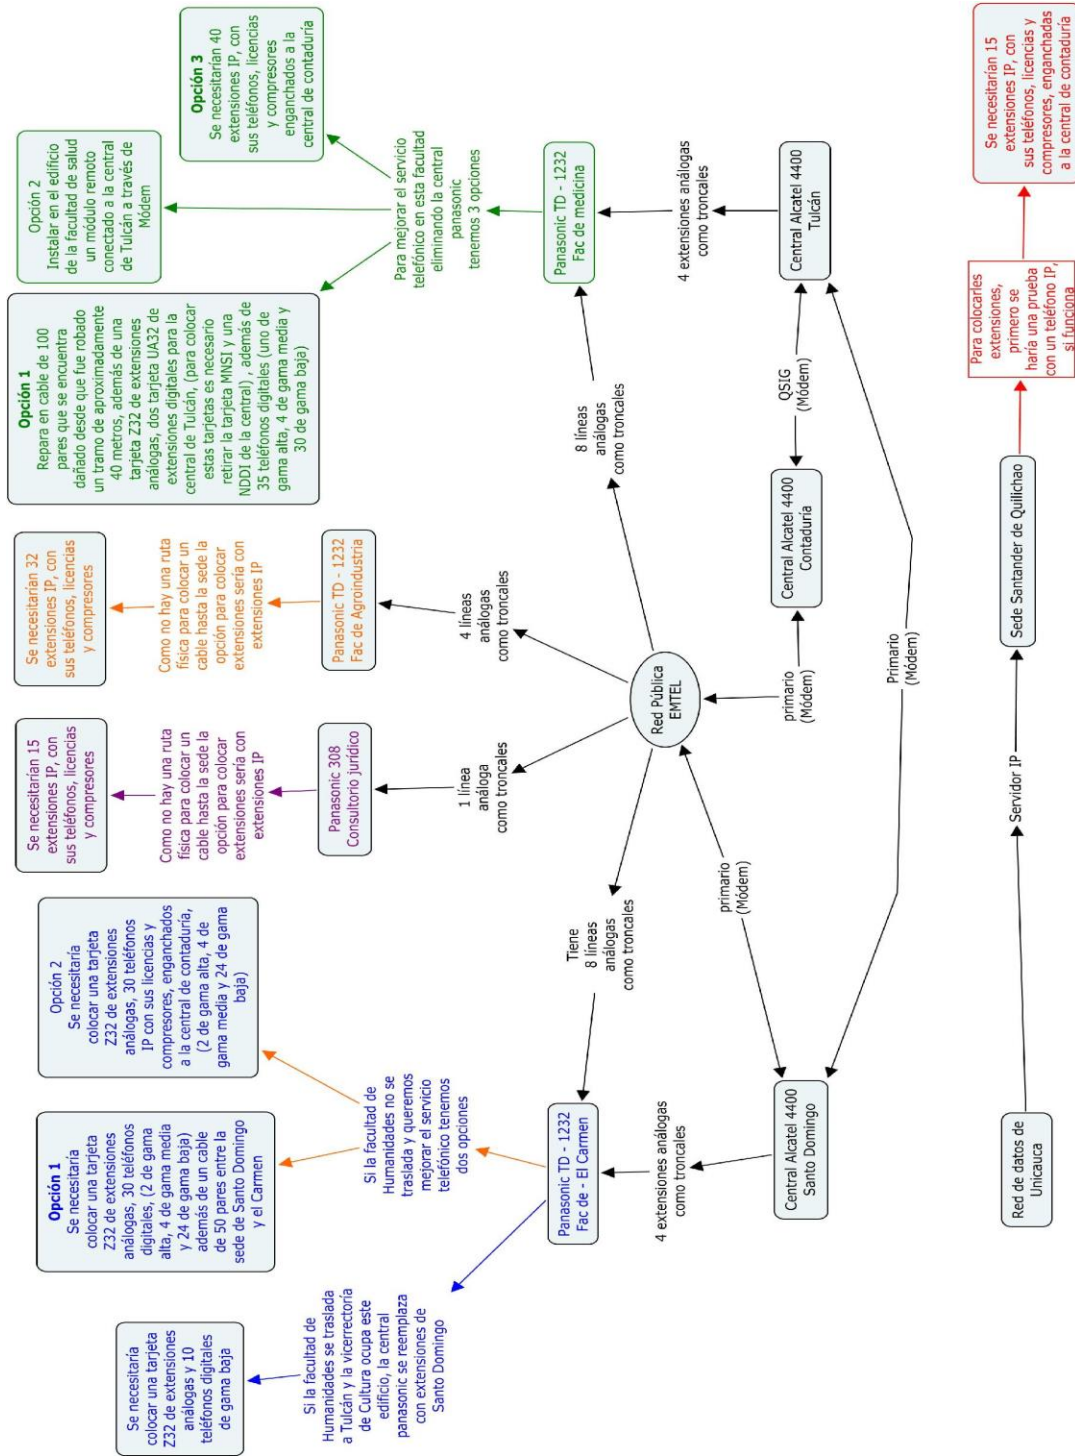 Se necesitaría
colocar una tarjeta
Z32 de extensiones
análogas y 10
teléfonos digitales
de gama baja
Opción 1
Se necesitaría
colocar una tarjeta
Z32 de extensiones
análogas, 30 teléfonos
digitales, (2 de gama
alta, 4 de gama media
y 24 de gama baja)
además de un cable
de 50 pares entre la
sede de Santo Domingo
y el Carmen
Opción 2
Se necesitaría
colocar una tarjeta
Z32 de extensiones
análogas, 30 teléfonos
IP con sus licencias y
compresores, enganchados
a la central de contaduría,
(2 de gama alta, 4 de
gama media y 24 de gama
baja)
Se necesitarían 15
extensiones IP, con
sus teléfonos, licencias
y compresores
Se necesitarían 32
extensiones IP, con
sus teléfonos, licencias
y compresores
Opción 1
Repara en cable de 100
pares que se encuentra
dañado desde que fue robado
un tramo de aproximadamente
40 metros, además de una
tarjeta Z32 de extensiones
análogas, dos tarjeta UA32 de
extensiones digitales para la
central de Tulcán, (para colocar
estas tarjetas es necesario
retirar la tarjeta MNSI y una
NDDI de la central) , además de
35 teléfonos digitales (uno de
gama alta, 4 de gama media y
30 de gama baja)
Opción 2
Instalar en el edificio
de la facultad de salud
un módulo remoto
conectado a la central
de Tulcán a través de
Módem
Opción 3
Se necesitarían 40
extensiones IP, con
sus teléfonos, licencias
y compresores
enganchados a la
central de contaduría
Si la facultad de
Humanidades se traslada
a Tulcán y la vicerrectoría
de Cultura ocupa este
edificio, la central
panasonic se reemplaza
con extensiones de
Santo Domingo
Si la facultad de
Humanidades no se
traslada y queremos
mejorar el servicio
telefónico tenemos
dos opciones
Como no hay una ruta
física para colocar un
cable hasta la sede la
opción para colocar
extensiones sería con
extensiones IP
Como no hay una ruta
física para colocar un
cable hasta la sede la
opción para colocar
extensiones sería con
extensiones IP
Para mejorar el servicio
telefónico en esta facultad
eliminando la central
panasonic
tenemos 3 opciones
Panasonic TD - 1232
Fac de - El Carmen
Panasonic 308
Consultorio jurídico
Panasonic TD - 1232
Fac de Agroindustria
Panasonic TD - 1232
Fac de medicina
Tiene
8 líneas
análogas
como troncales
1 línea
análoga
como troncales
4 líneas
análogas
como troncales
8 líneas
análogas
como troncales
4 extensiones análogas
como troncales
4 extensiones análogas
como troncales
Red Pública
EMTEL
primario
(Módem)
primario
(Módem)
QSIG
(Módem)
Central Alcatel 4400
Santo Domingo
Central Alcatel 4400
Contaduría
Central Alcatel 4400
Tulcán
Primario
(Módem)
Red de datos de
Unicauca
Servidor IP
Sede Santander de Quilichao
Para colocarles
extensiones,
primero se
haría una prueba
con un teléfono IP,
si funciona
Se necesitarían 15
extensiones IP, con
sus teléfonos, licencias y
compresores, enganchadas
a la central de contaduría